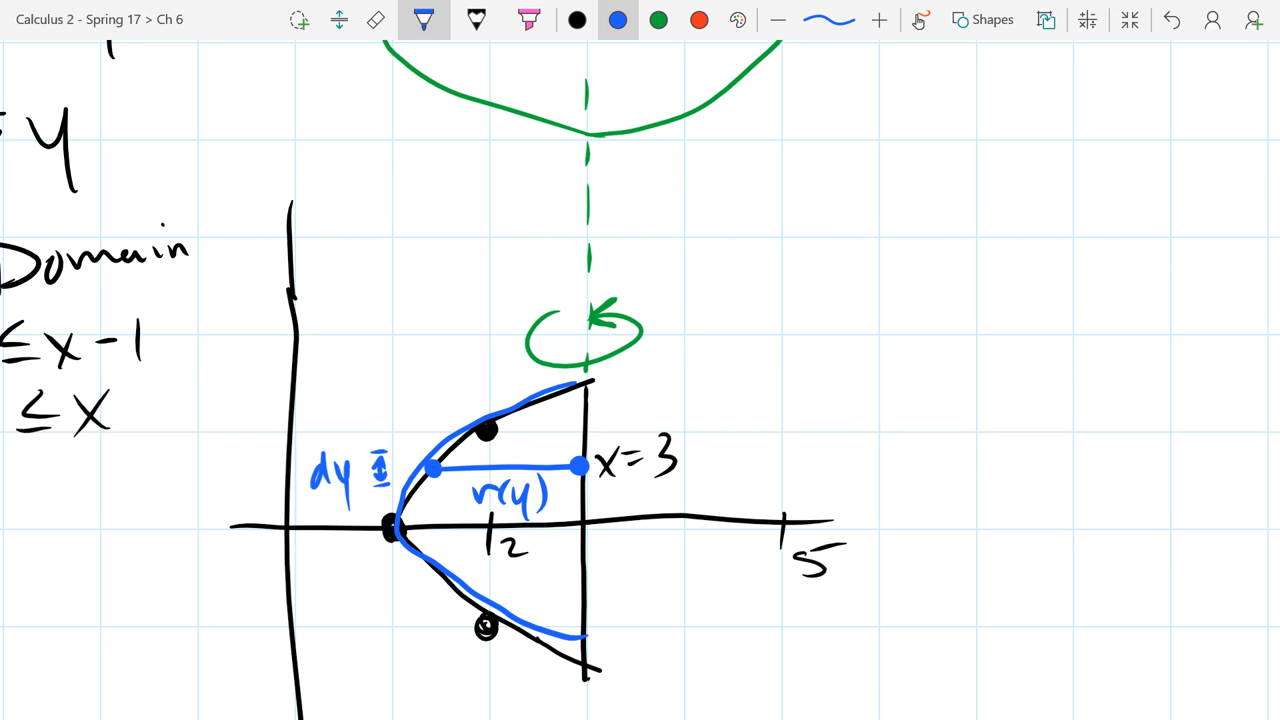 Calculus 2 - Spring 17 > Ch 6
Shapes
y
Domain
≤ x - 1
≤ x
dy
r(y)
x = 3
2
5